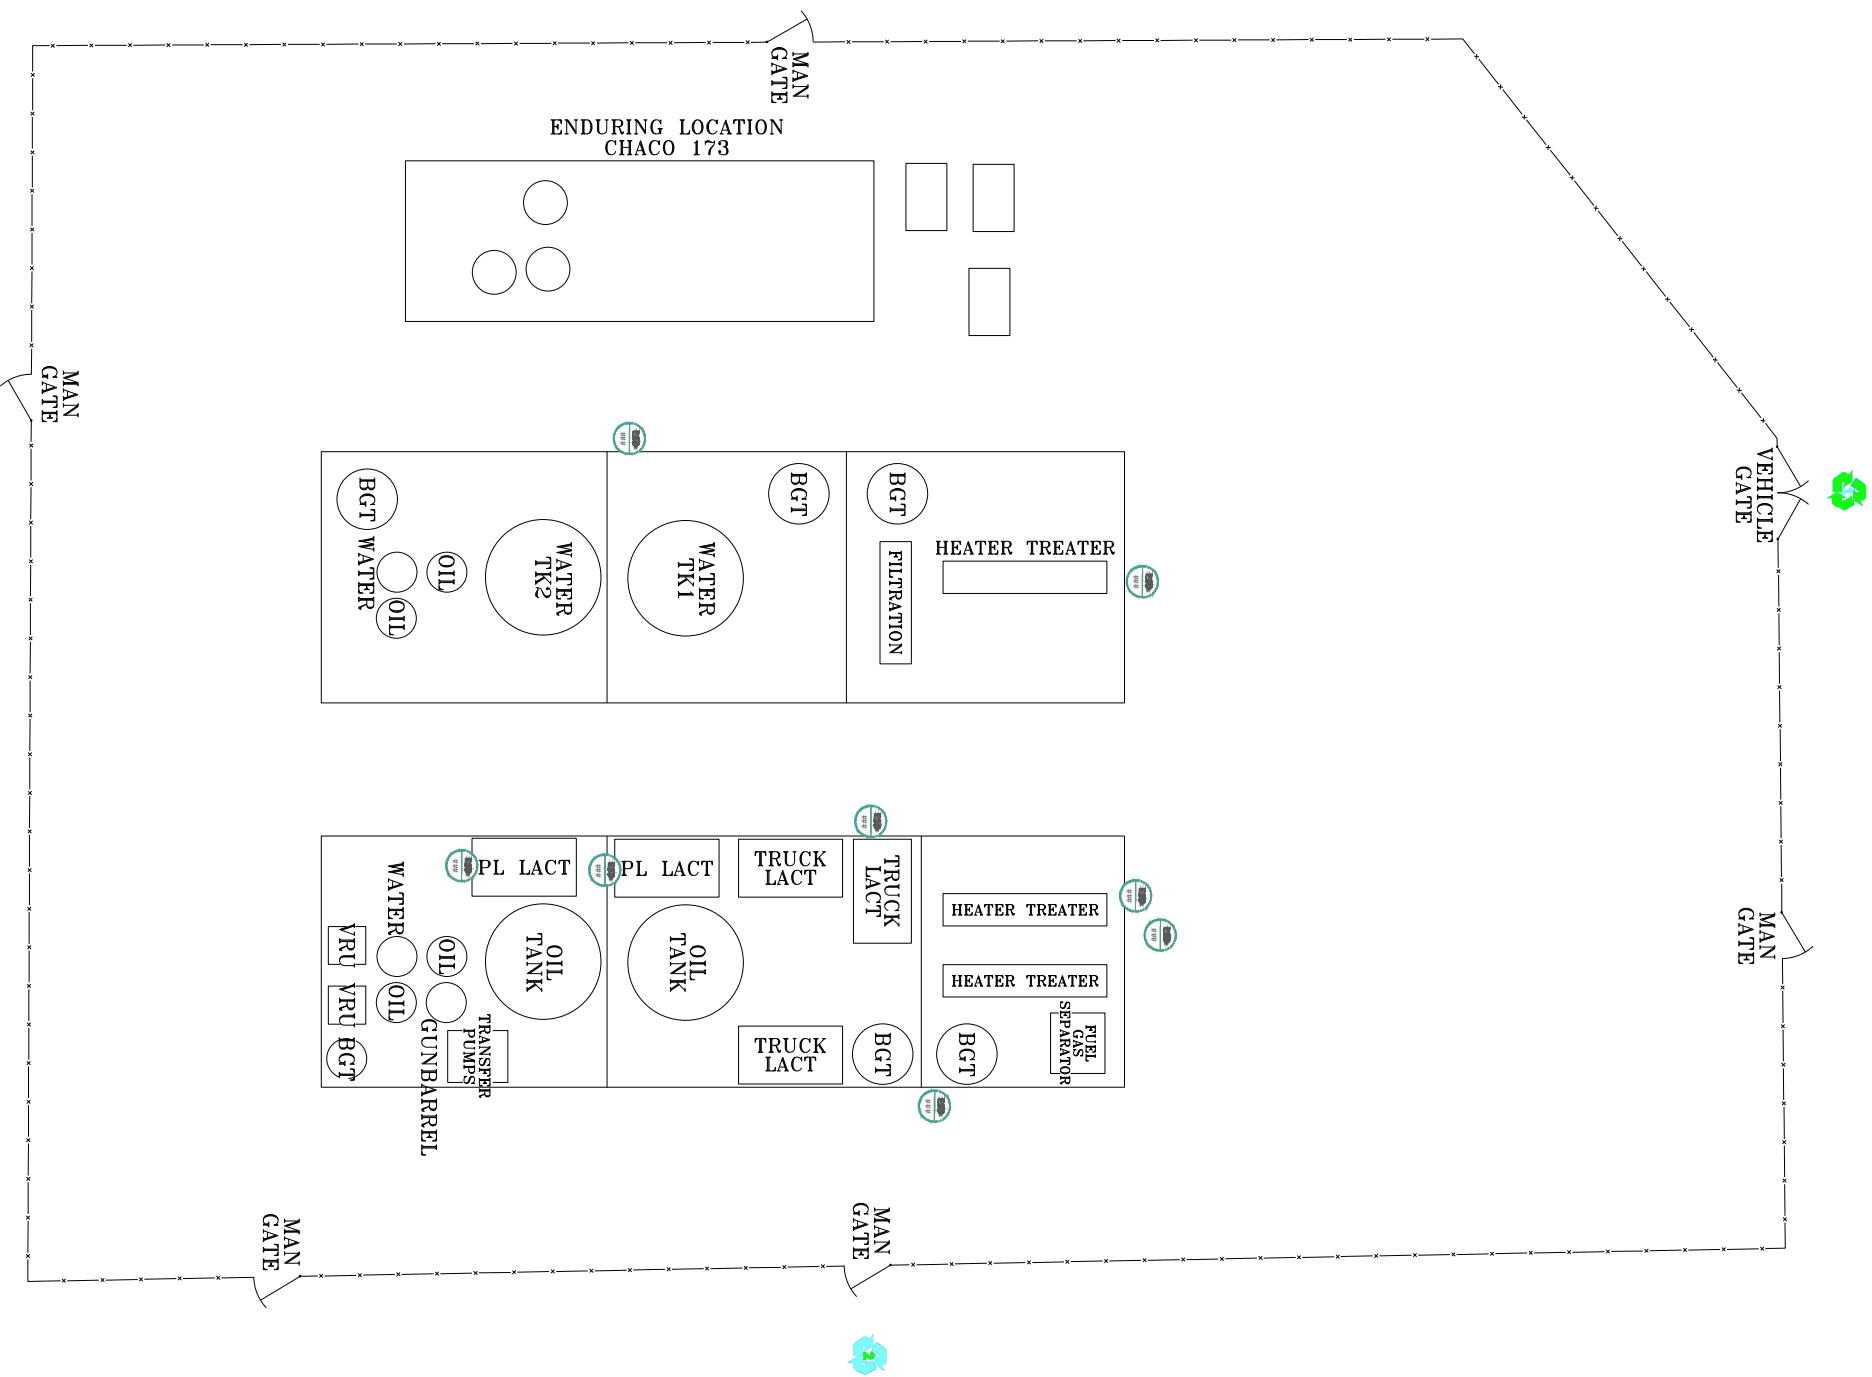 MAN
GATE
ENDURING LOCATION
CHACO 173
MAN
GATE
VEHICLE
GATE
BGT
BGT
BGT
WATER
OIL
OIL
WATER
TK2
WATER
TK1
FILTRATION
HEATER TREATER
###
###
###
###
###
###
###
###
PL LACT
PL LACT
TRUCK
LACT
TRUCK
LACT
WATER
VRU
OIL
OIL
TANK
OIL
TANK
HEATER TREATER
MAN
GATE
VRU
OIL
HEATER TREATER
BGT
GUNBARREL
TRANSFER
PUMPS
TRUCK
LACT
BGT
BGT
FUEL
GAS
SEPARATOR
MAN
GATE
MAN
GATE
2